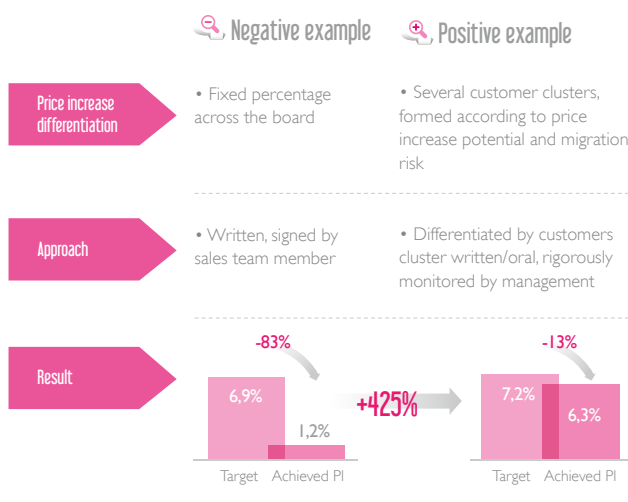 Negative example
Positive example
Price increase
differentiation
• Fixed percentage
across the board
• Several customer clusters,
formed according to price
increase potential and migration
risk
Approach
• Written, signed by
sales team member
• Differentiated by customers
cluster written/oral, rigorously
monitored by management
Result
-83%
6,9%
1,2%
Target
Achieved PI
+425%
-13%
7,2%
6,3%
Target
Achieved PI